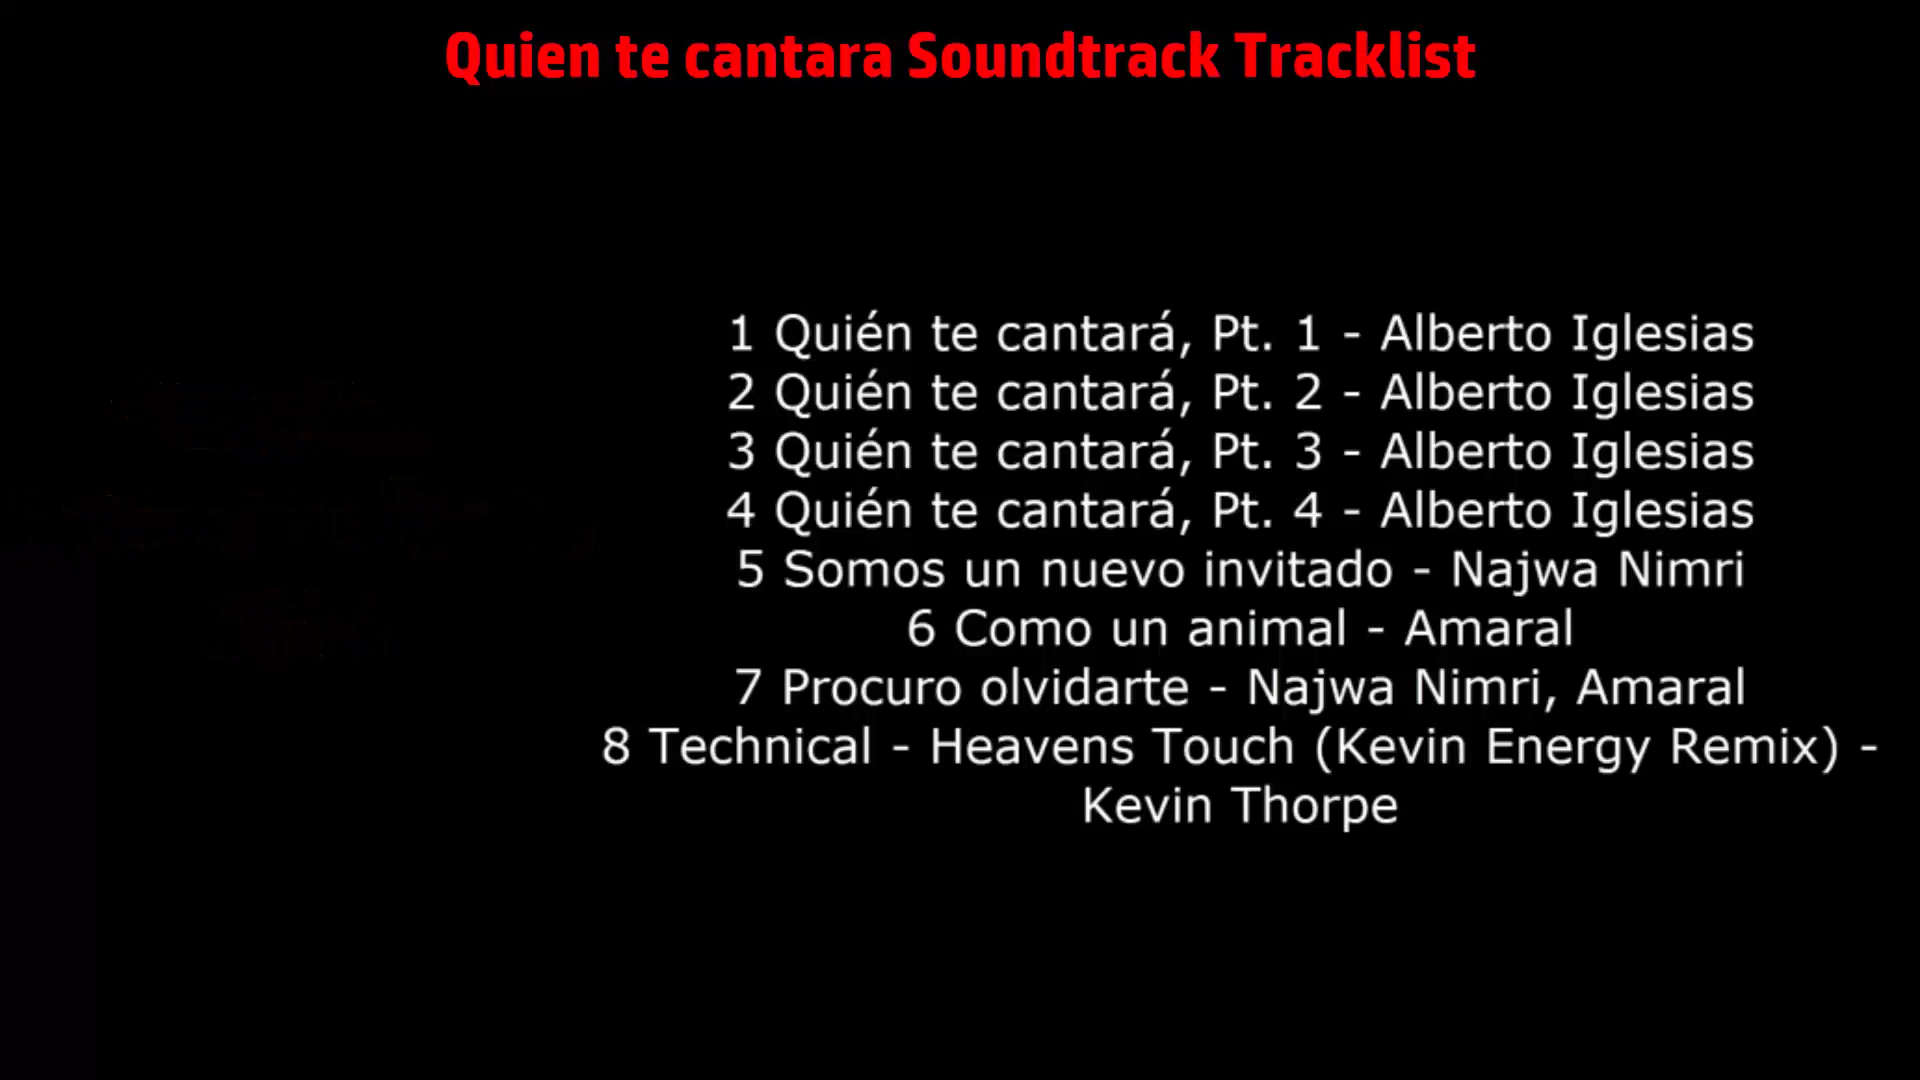 Quien te cantara Soundtrack Tracklist
1 Quién te cantará, Pt. 1 - Alberto Iglesias
2 Quién te cantará, Pt. 2 - Alberto Iglesias
3 Quién te cantará, Pt. 3 - Alberto Iglesias
4 Quién te cantará, Pt. 4 - Alberto Iglesias
5 Somos un nuevo invitado - Najwa Nimri
6 Como un animal - Amaral
7 Procuro olvidarte - Najwa Nimri, Amaral
8 Technical - Heavens Touch (Kevin Energy Remix) -
Kevin Thorpe